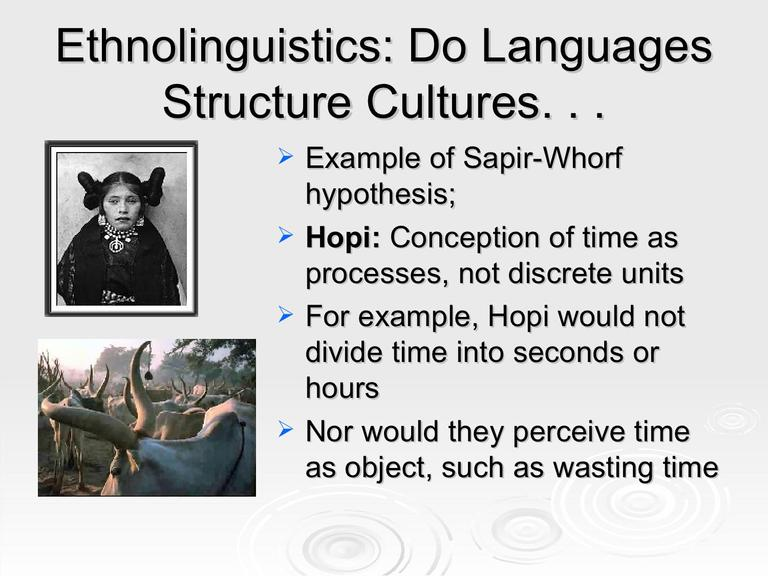 Ethnolinguistics: Do Languages
Structure Cultures. . .
Example of Sapir-Whorf
hypothesis;
Hopi: Conception of time as
processes, not discrete units
For example, Hopi would not
divide time into seconds or
hours
Nor would they perceive time
as object, such as wasting time